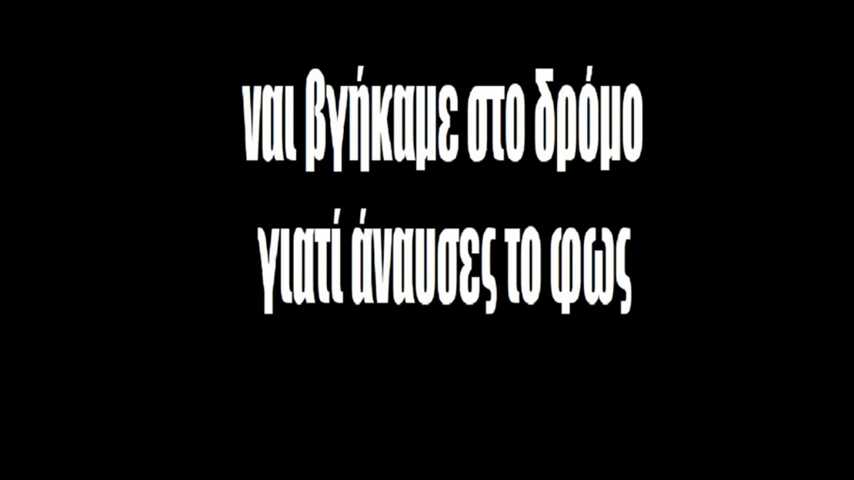 ναι βγήκαμε στο δρόμο
γιατί άναυσες το φως